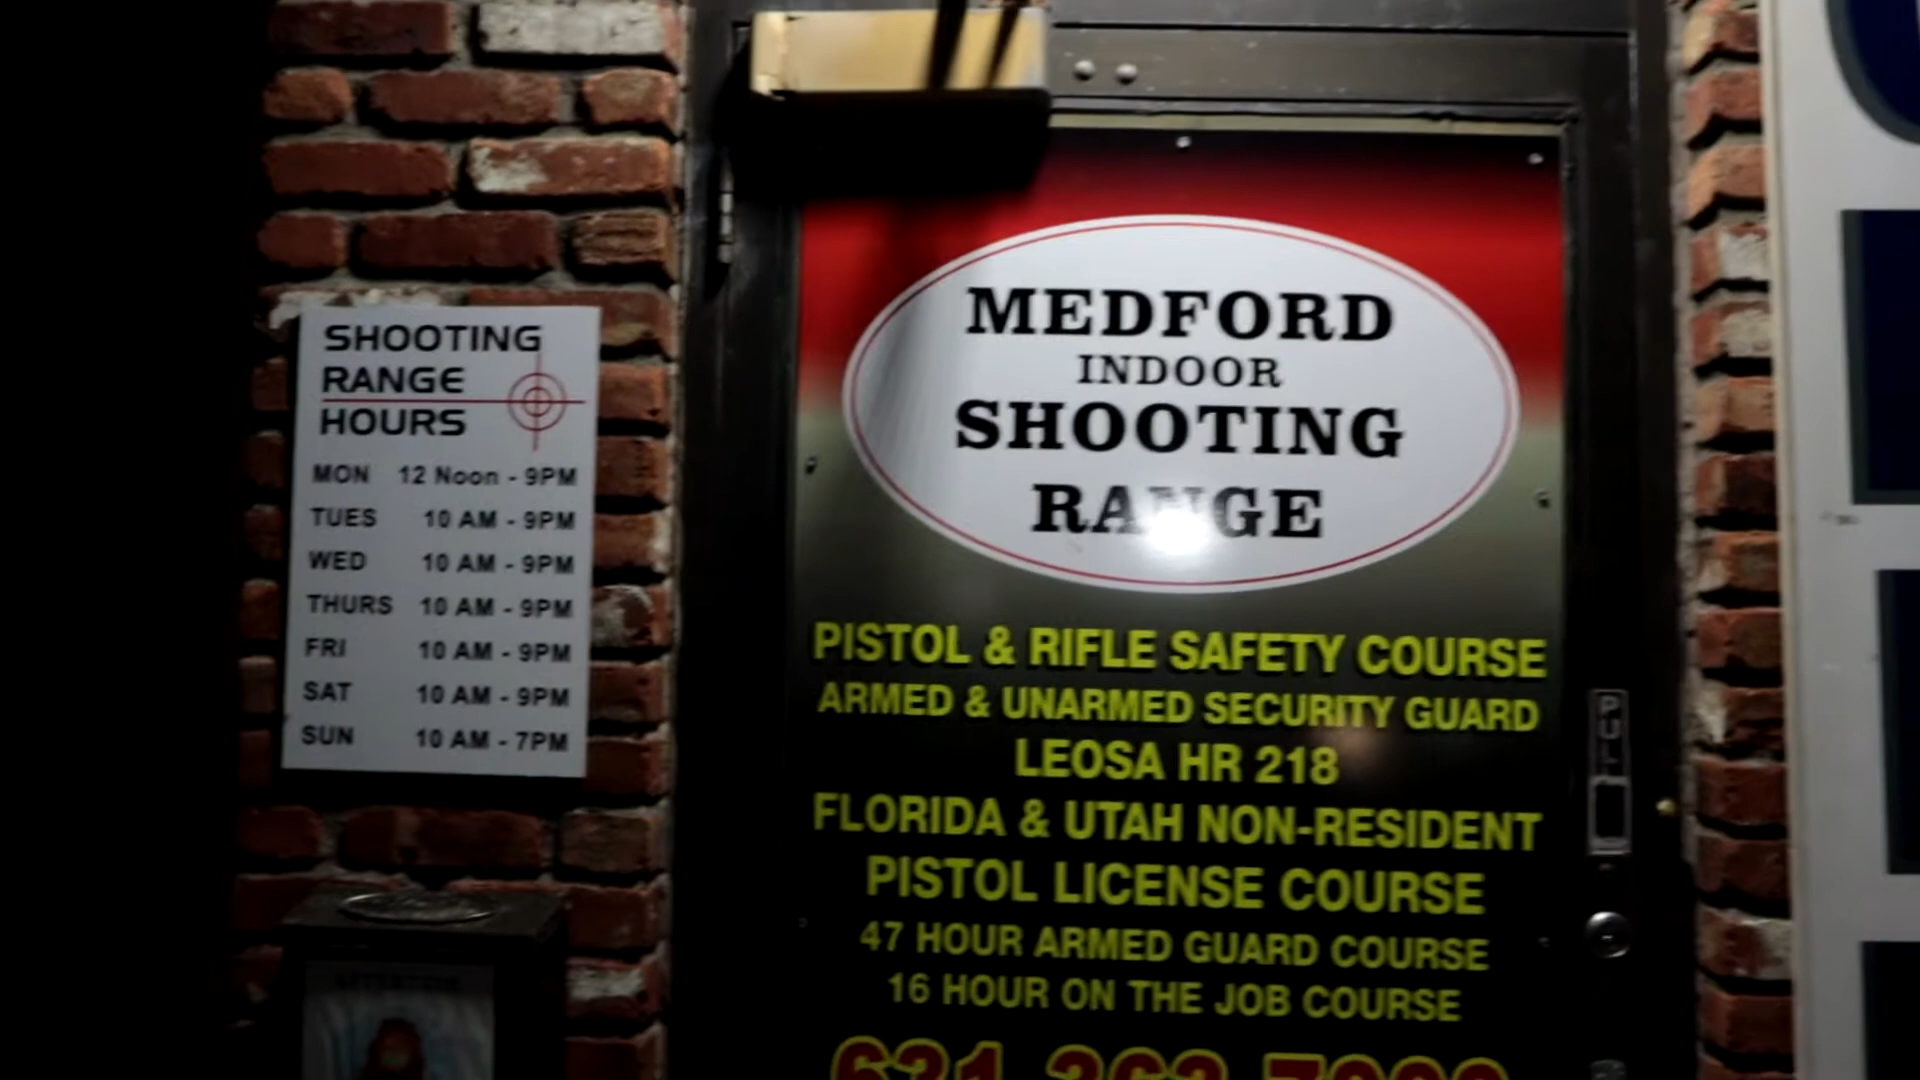 SHOOTING
RANGE
HOURS
MON 12 Noon - 9PM
TUES 10 AM - 9PM
WED 10 AM - 9PM
THURS 10 AM - 9PM
FRI 10 AM - 9PM
SAT 10 AM - 9PM
SUN 10 AM - 7PM
MEDFORD
INDOOR
SHOOTING
RANGE
PISTOL & RIFLE SAFETY COURSE
ARMED & UNARMED SECURITY GUARD
LEOSA HR 218
FLORIDA & UTAH NON-RESIDENT
PISTOL LICENSE COURSE
47 HOUR ARMED GUARD COURSE
16 HOUR ON THE JOB COURSE
PULL